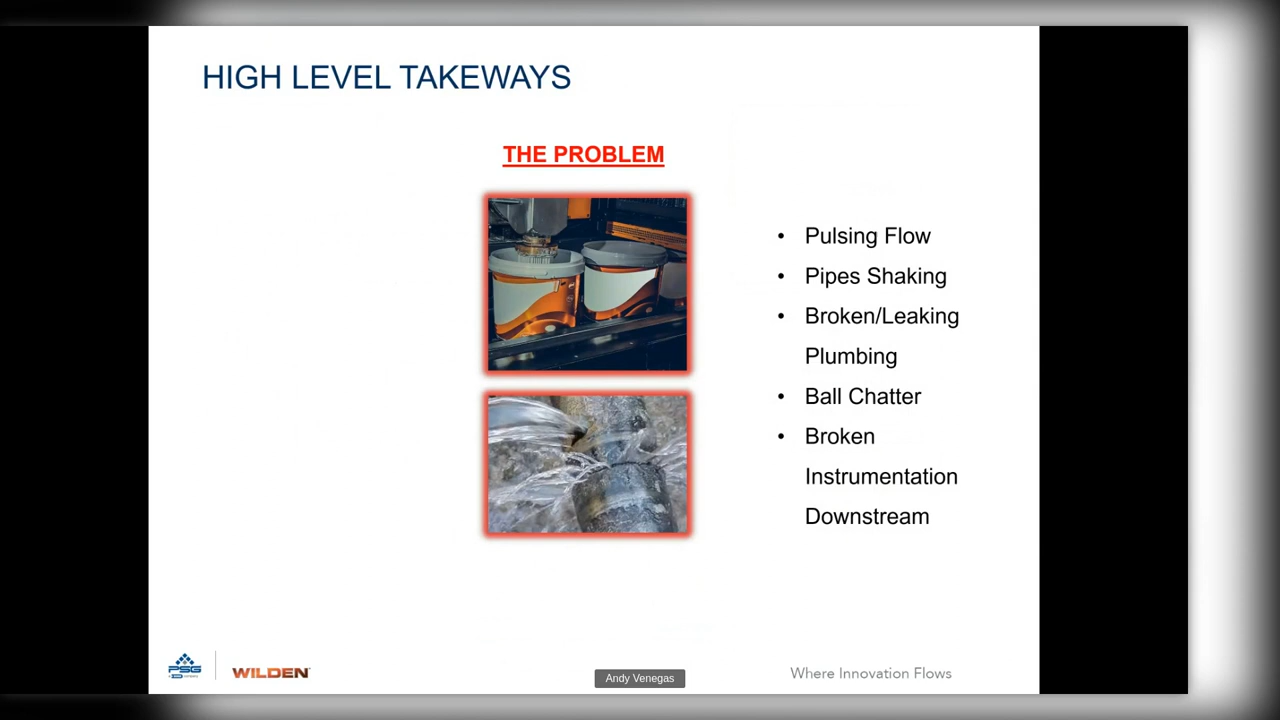 HIGH LEVEL TAKEWAYS
THE PROBLEM
• Pulsing Flow
• Pipes Shaking
• Broken/Leaking
Plumbing
• Ball Chatter
• Broken
Instrumentation
Downstream
PSG
WILDEN
Andy Venegas
Where Innovation Flows